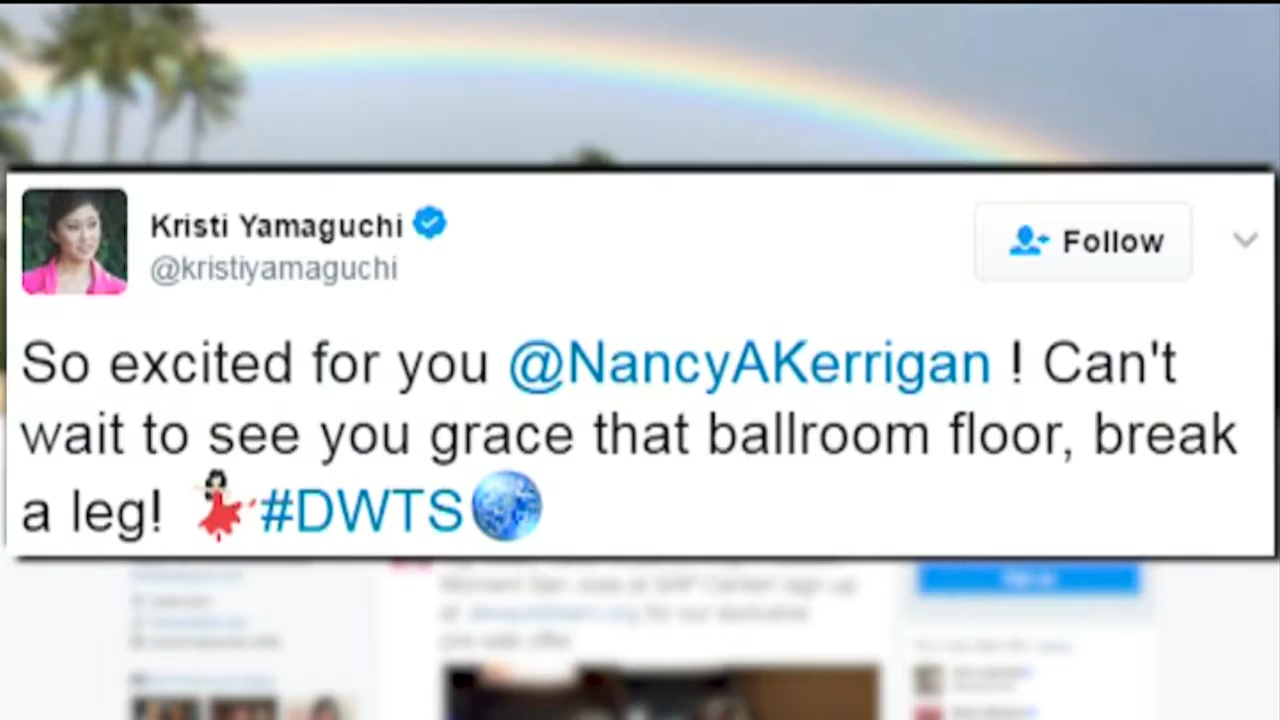 Kristi Yamaguchi
@kristiyamaguchi
Follow
So excited for you @NancyAKerrigan ! Can't
wait to see you grace that ballroom floor, break
a leg! 💃#DWTS